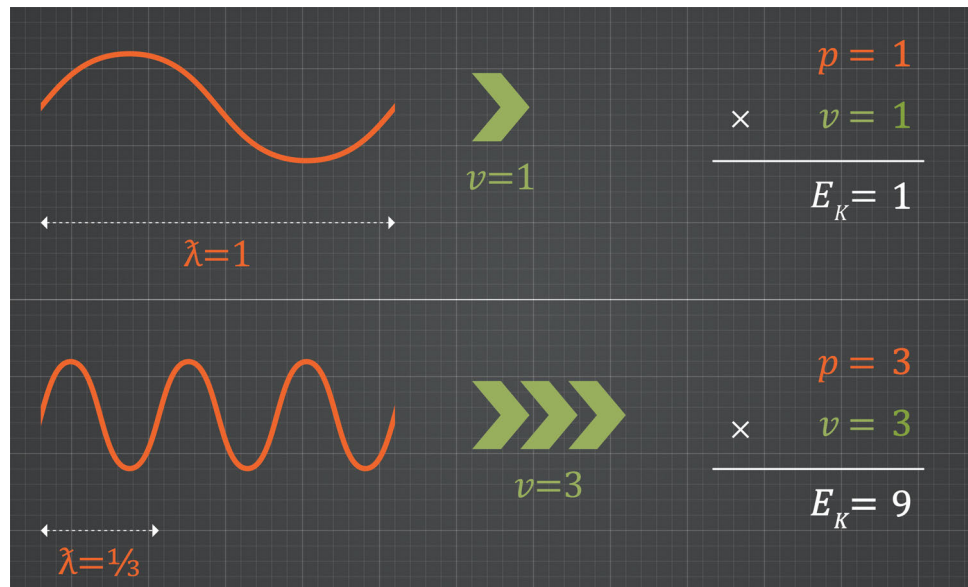 p = 1
× v = 1
v=1
E_K = 1
ƛ=1
p = 3
× v = 3
v=3
E_K = 9
ƛ=⅓